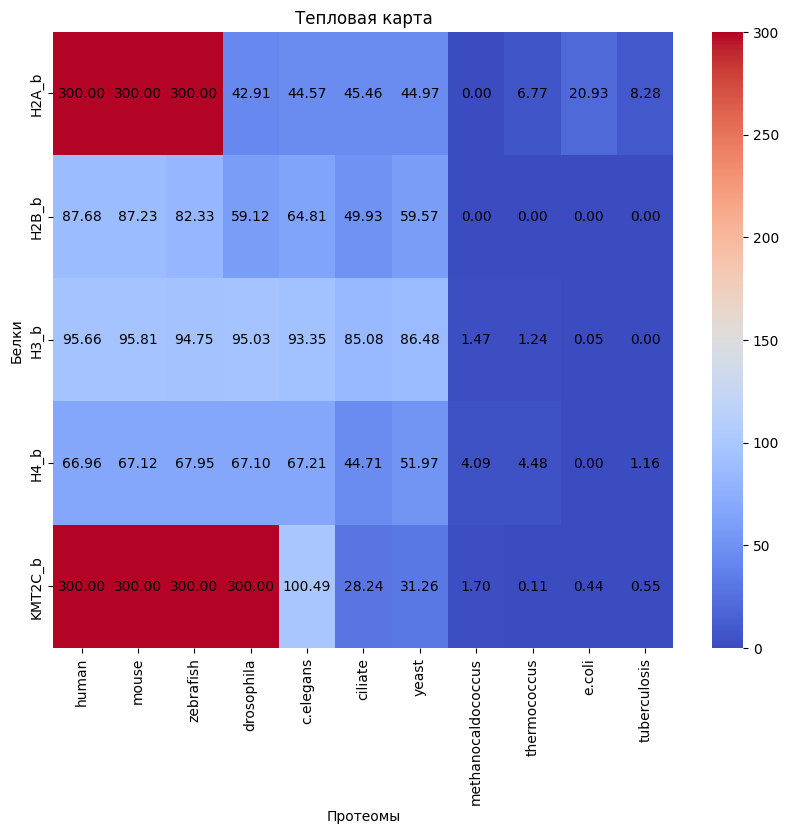 Тепловая карта
H2A_b 300.00 300.00 300.00 42.91 44.57 45.46 44.97 0.00 6.77 20.93 8.28
H2B_b 87.68 87.23 82.33 59.12 64.81 49.93 59.57 0.00 0.00 0.00 0.00
H3_b 95.66 95.81 94.75 95.03 93.35 85.08 86.48 1.47 1.24 0.05 0.00
H4_b 66.96 67.12 67.95 67.10 67.21 44.71 51.97 4.09 4.48 0.00 1.16
KMT2C_b 300.00 300.00 300.00 300.00 100.49 28.24 31.26 1.70 0.11 0.44 0.55
Белки
human
mouse
zebrafish
drosophila
c.elegans
ciliate
yeast
methanocaldococcus
thermococcus
e.coli
tuberculosis
Протеомы
300
250
200
150
100
50
0